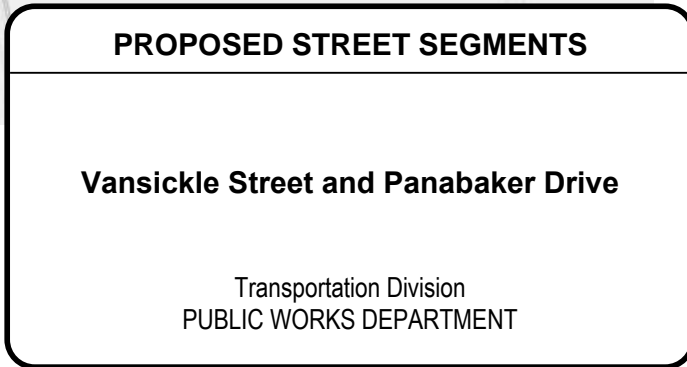 PROPOSED STREET SEGMENTS
Vansickle Street and Panabaker Drive
Transportation Division
PUBLIC WORKS DEPARTMENT